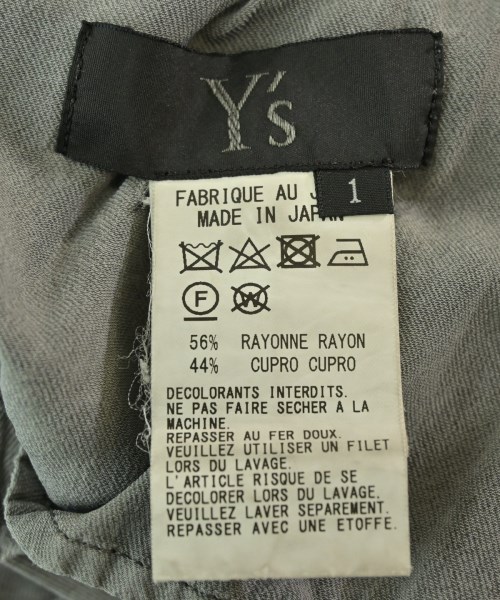 Y's
1
FABRIQUE AU
MADE IN JAPAN
F W
56% RAYONNE RAYON
44% CUPRO CUPRO
DECOLORANTS INTERDITS.
NE PAS FAIRE SECHER A LA
MACHINE.
REPASSER AU FER DOUX.
VEUILLEZ UTILISER UN FILET
LORS DU LAVAGE.
L'ARTICLE RISQUE DE SE
DECOLORER LORS DU LAVAGE,
VEUILLEZ LAVER SEPAREMENT.
REPASSER AVEC UNE ETOFFE.